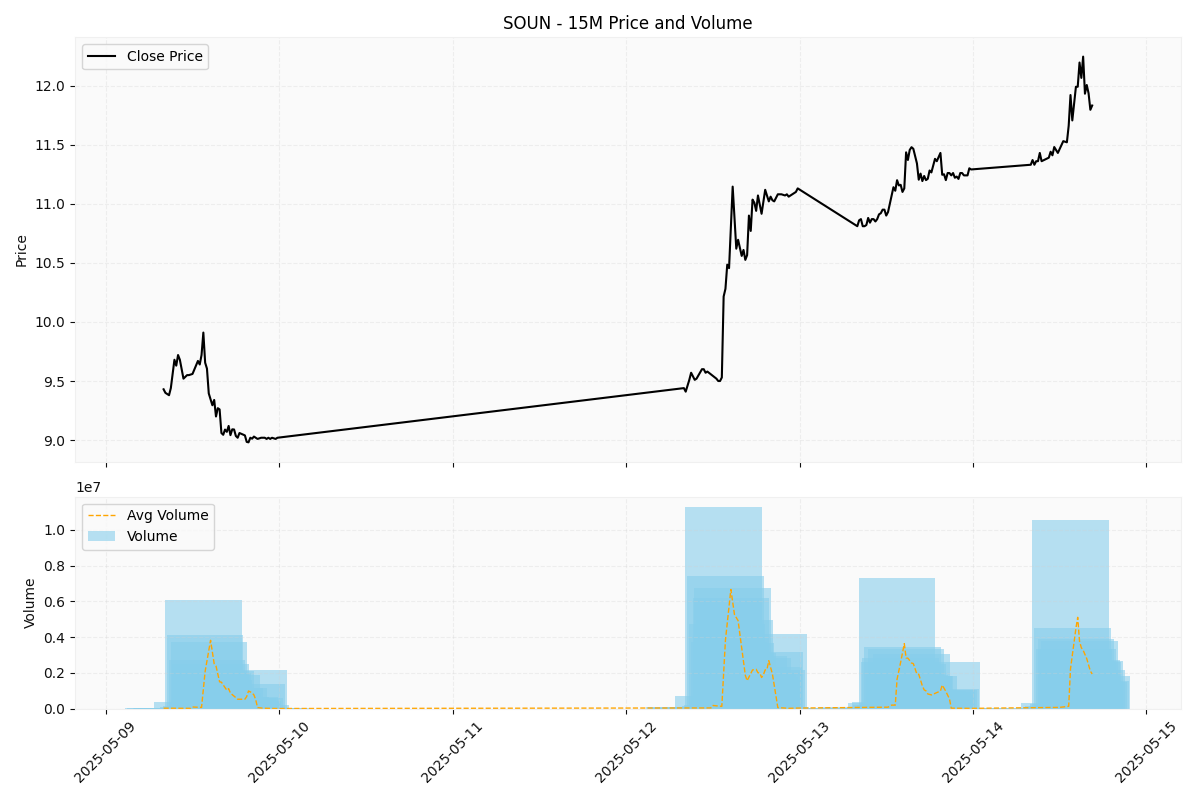 SOUN - 15M Price and Volume
Close Price
12.0
11.5
11.0
10.5
10.0
9.5
9.0
Price
1e7
Avg Volume
Volume
1.0
0.8
0.6
0.4
0.2
0.0
Volume
2025-05-09
2025-05-10
2025-05-11
2025-05-12
2025-05-13
2025-05-14
2025-05-15